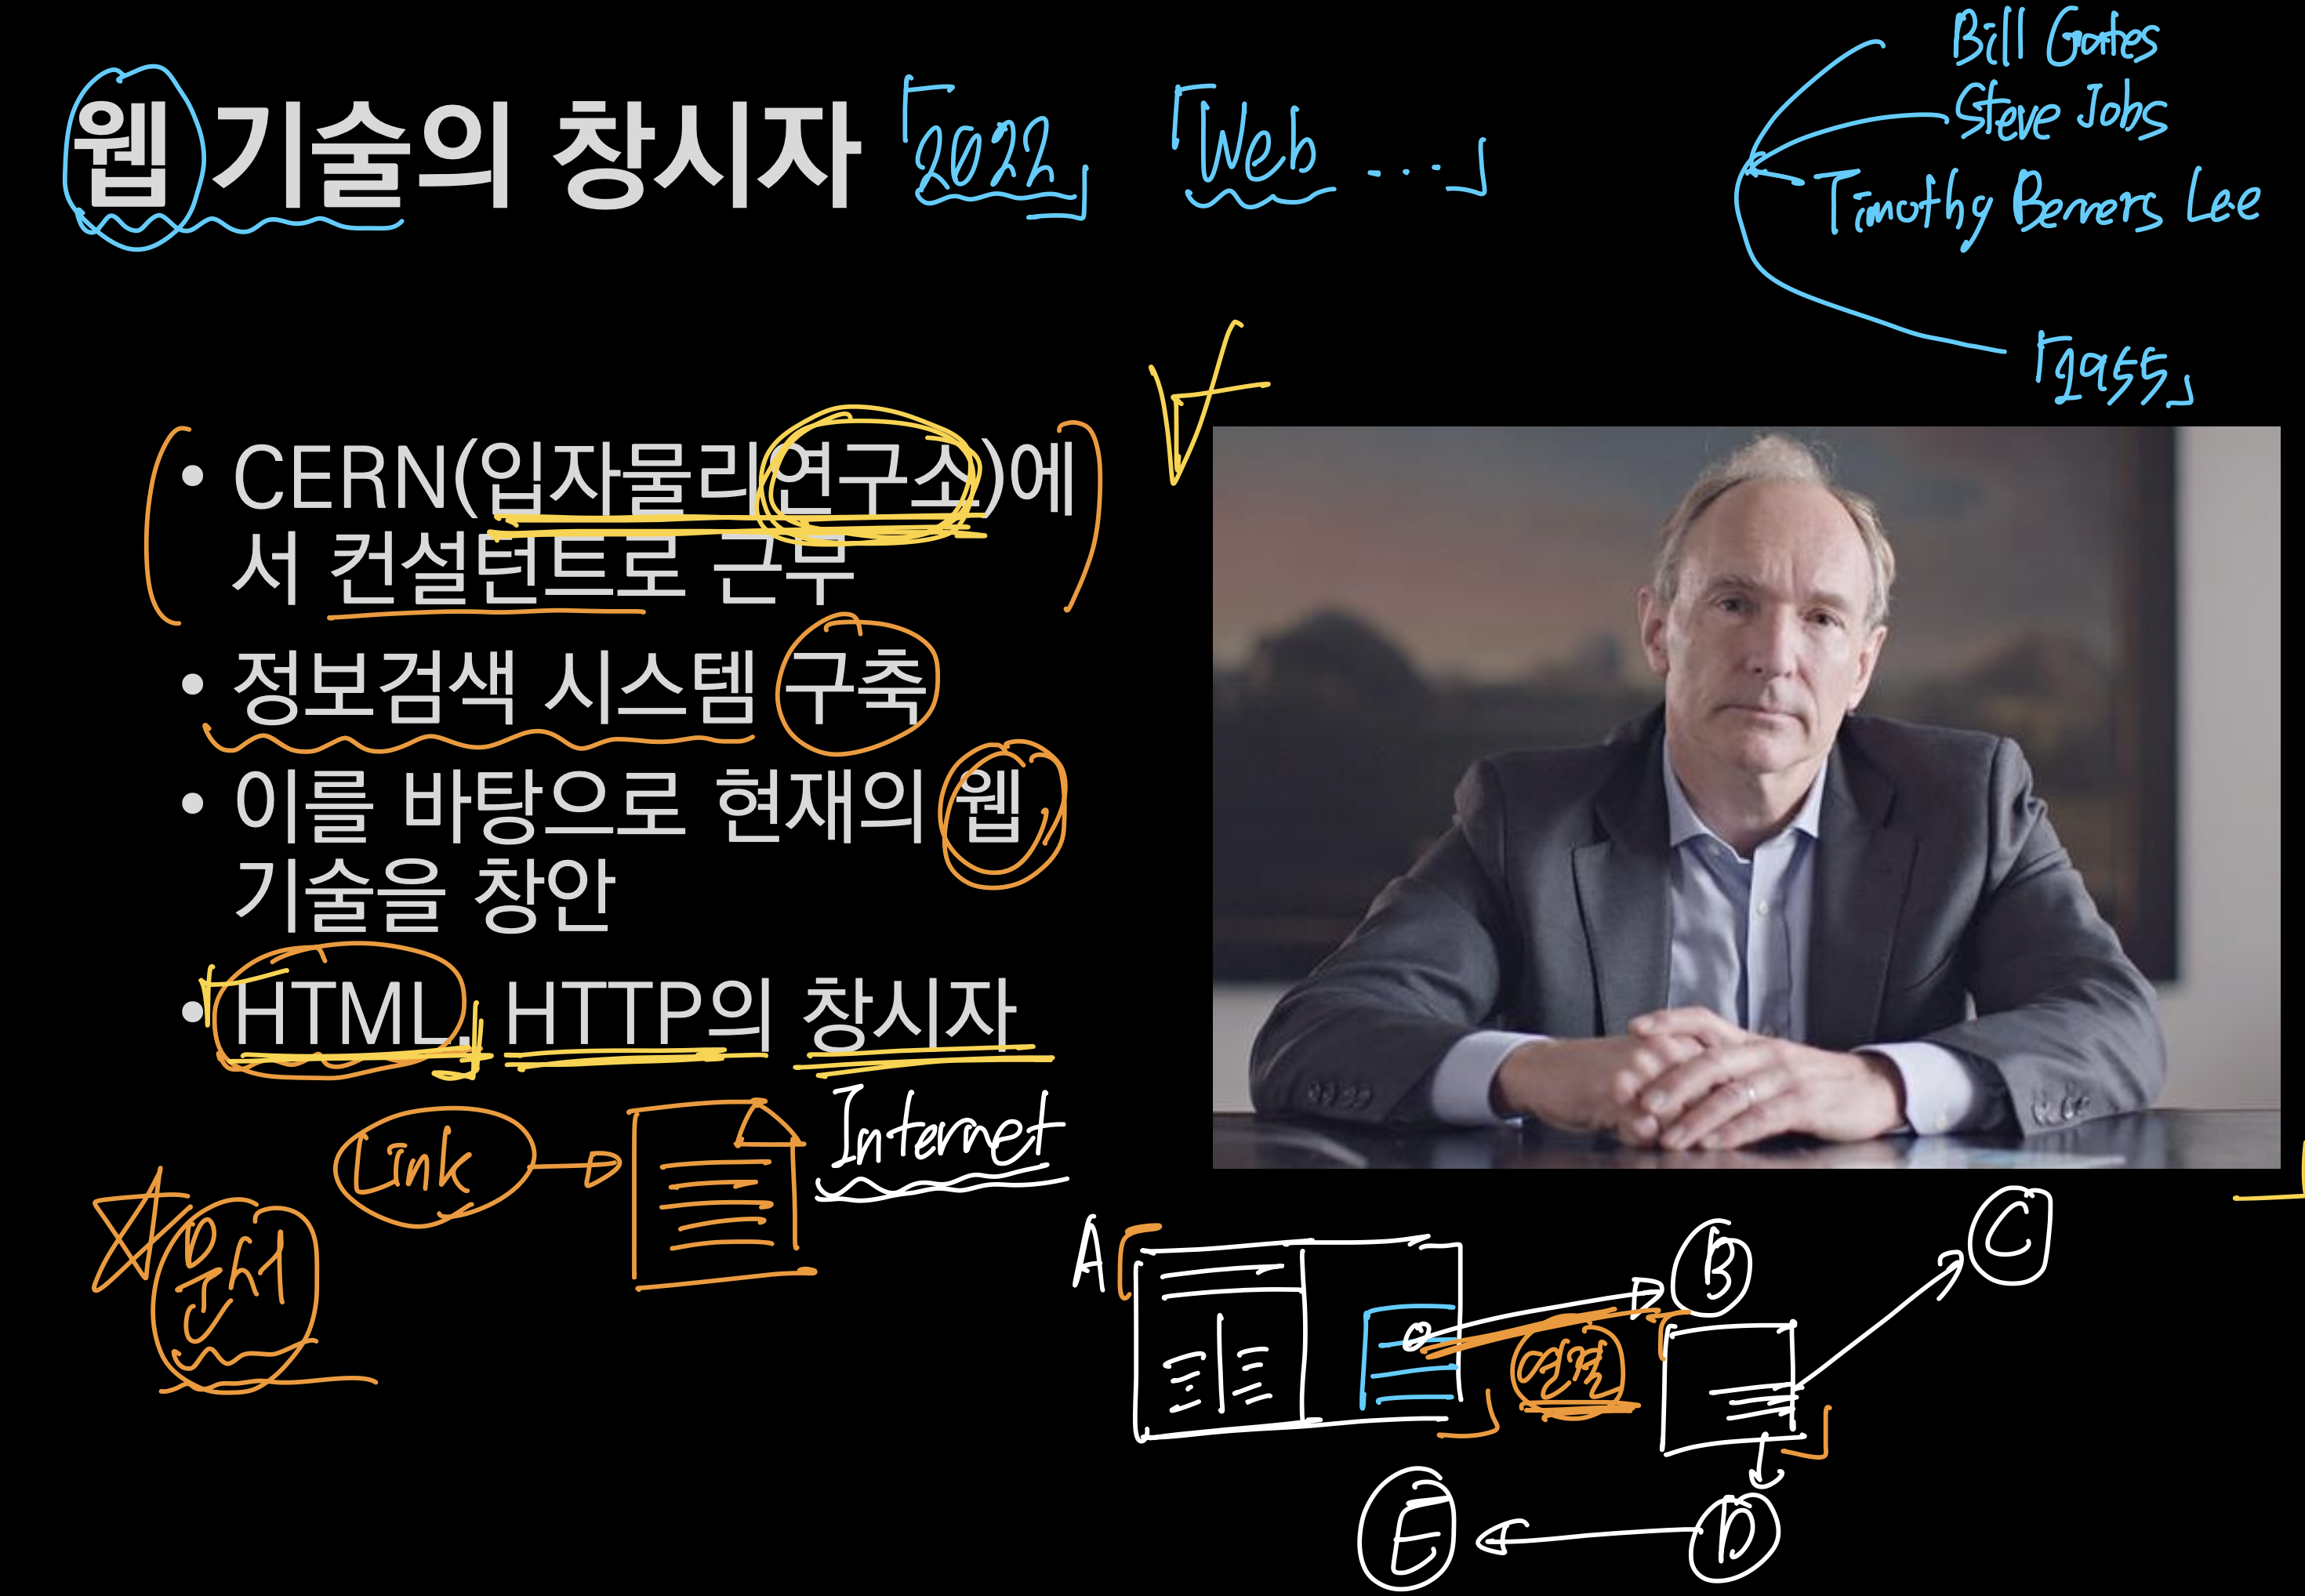 Bill Gates
Steve Jobs
Timothy Berners Lee
「1955」
웹 기술의 창시자 「2022」 「Web ...」
• CERN(입자물리연구소)에
서 컨설턴트로 근무
• 정보검색 시스템 구축
• 이를 바탕으로 현재의 웹
기술을 창안
• HTML, HTTP의 창시자
Link
Internet
문서
A
B
C
연결
D
E